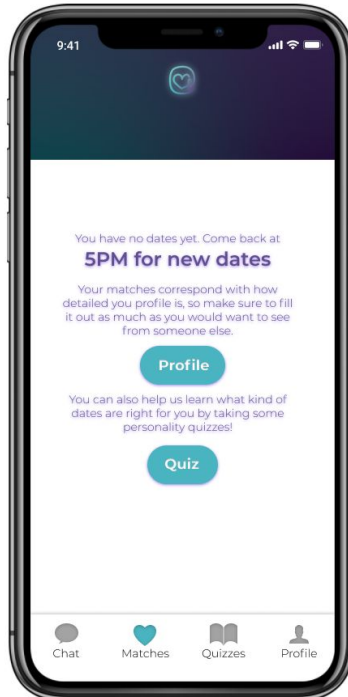 9:41
You have no dates yet. Come back at
5PM for new dates
Your matches correspond with how
detailed you profile is, so make sure to fill
it out as much as you would want to see
from someone else.
Profile
You can also help us learn what kind of
dates are right for you by taking some
personality quizzes!
Quiz
Chat Matches Quizzes Profile